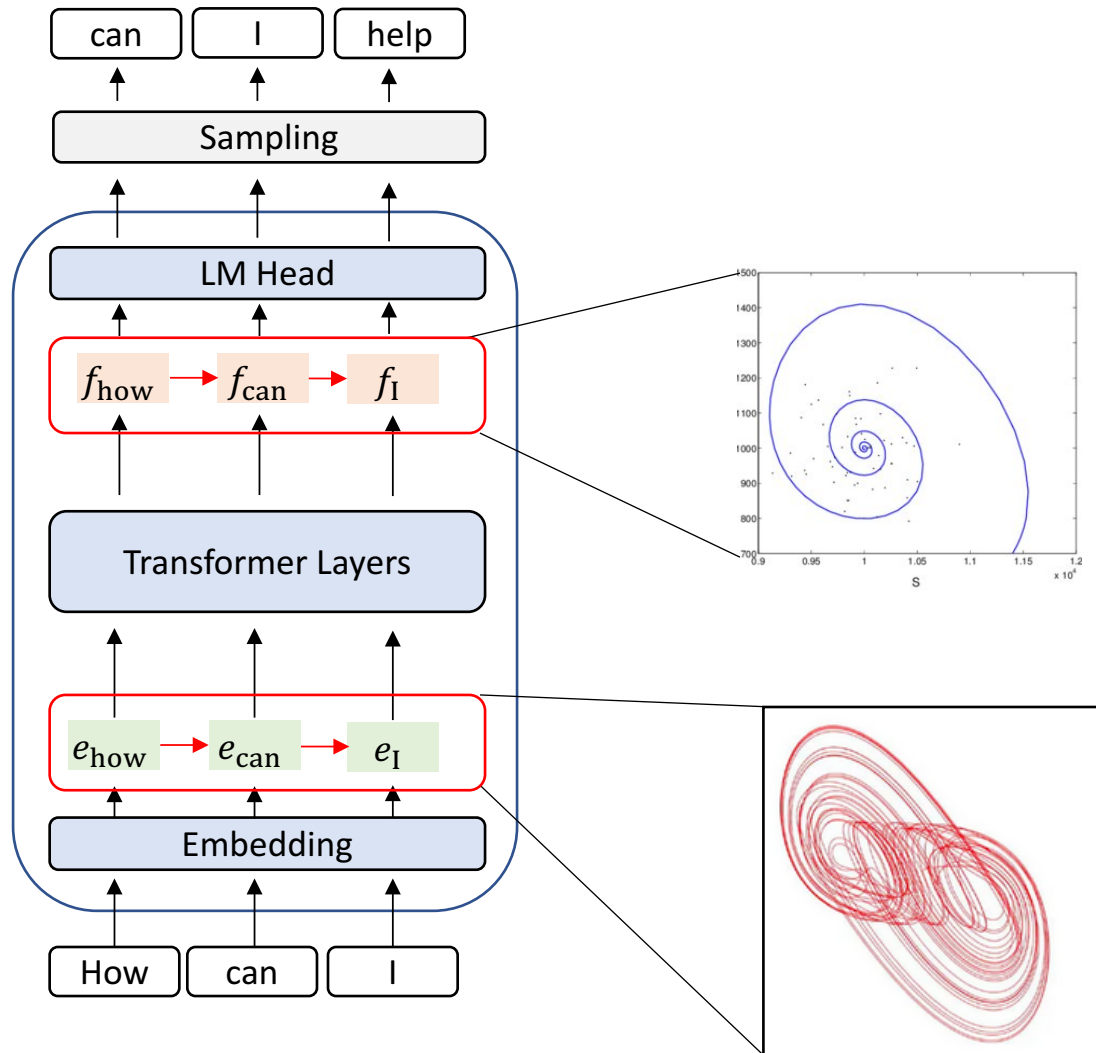 can I help
Sampling
LM Head
f_how f_can f_I
Transformer Layers
e_how e_can e_I
Embedding
How can I
1500
1400
1300
1200
1100
1000
900
800
700
0.9 0.95 1 1.05 1.1 1.15 1.2
x 10^4
S